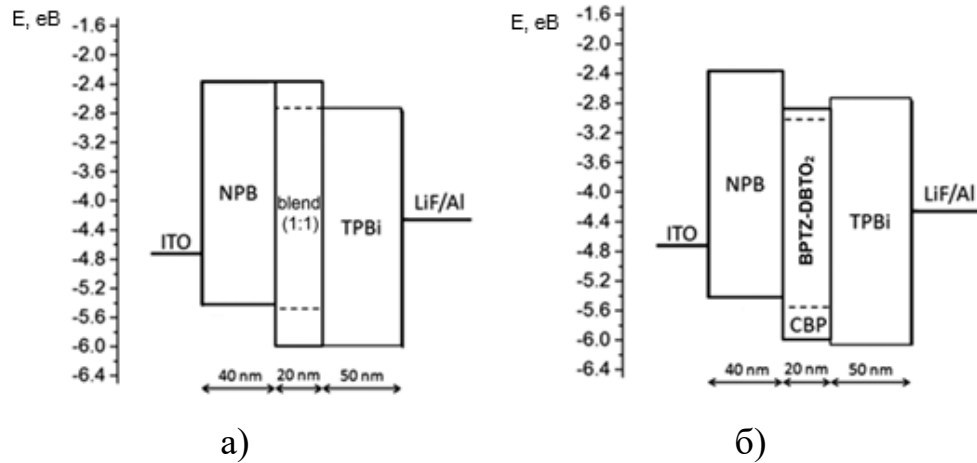 E, eВ
-1.6
-2.0
-2.4
-2.8
-3.2
-3.6
-4.0
-4.4
-4.8
-5.2
-5.6
-6.0
-6.4
ITO
NPB
blend
(1:1)
TPBi
LiF/Al
40 nm
20 nm
50 nm
а)
E, eВ
-1.6
-2.0
-2.4
-2.8
-3.2
-3.6
-4.0
-4.4
-4.8
-5.2
-5.6
-6.0
-6.4
ITO
NPB
BPTZ-DBTO₂
CBP
TPBi
LiF/Al
40 nm
20 nm
50 nm
б)